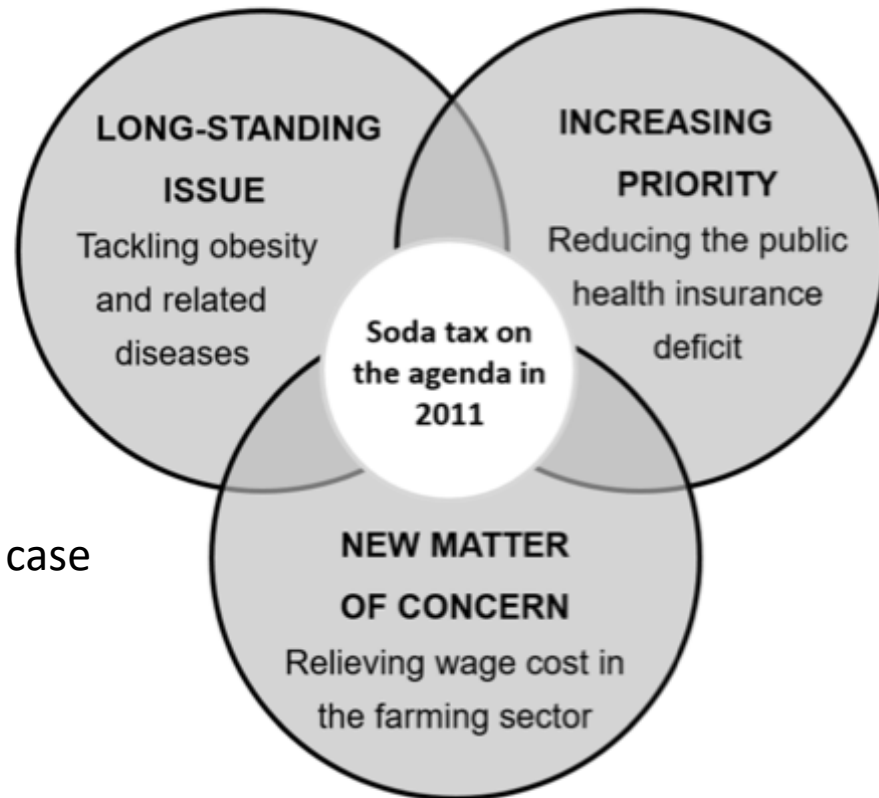 LONG-STANDING
ISSUE
Tackling obesity
and related
diseases
INCREASING
PRIORITY
Reducing the public
health insurance
deficit
Soda tax on
the agenda in
2011
case
NEW MATTER
OF CONCERN
Relieving wage cost in
the farming sector